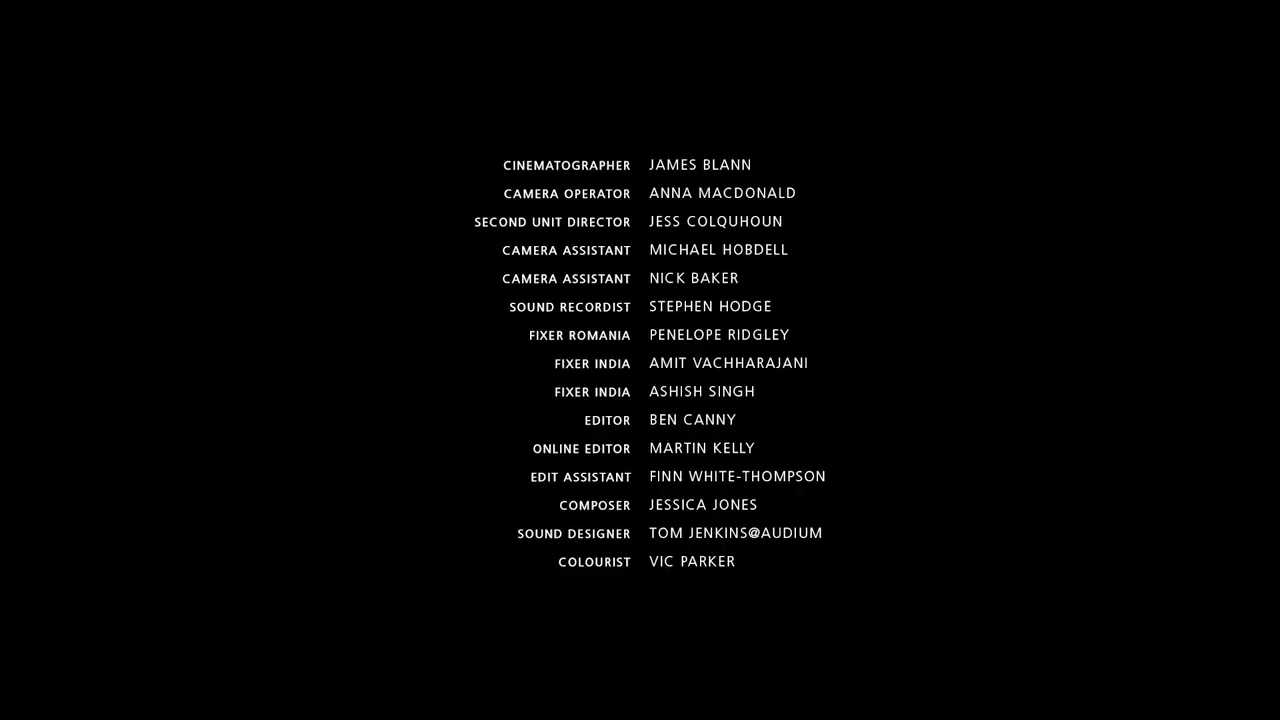 CINEMATOGRAPHER JAMES BLANN
CAMERA OPERATOR ANNA MACDONALD
SECOND UNIT DIRECTOR JESS COLQUHOUN
CAMERA ASSISTANT MICHAEL HOBDELL
CAMERA ASSISTANT NICK BAKER
SOUND RECORDIST STEPHEN HODGE
FIXER ROMANIA PENELOPE RIDGLEY
FIXER INDIA AMIT VACHHARAJANI
FIXER INDIA ASHISH SINGH
EDITOR BEN CANNY
ONLINE EDITOR MARTIN KELLY
EDIT ASSISTANT FINN WHITE-THOMPSON
COMPOSER JESSICA JONES
SOUND DESIGNER TOM JENKINS@AUDIUM
COLOURIST VIC PARKER